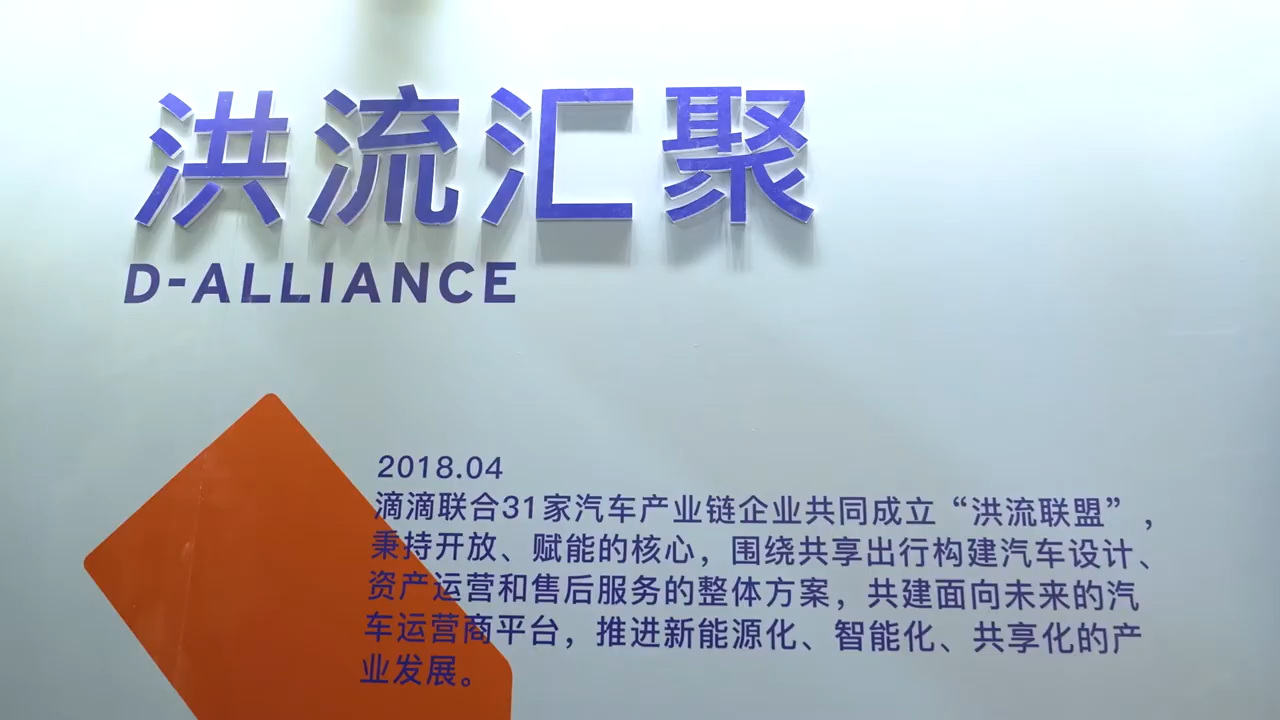 洪流汇聚
D-ALLIANCE
2018.04
滴滴联合31家汽车产业链企业共同成立“洪流联盟”，
秉持开放、赋能的核心，围绕共享出行构建汽车设计、
资产运营和售后服务的整体方案，共建面向未来的汽
车运营商平台，推进新能源化、智能化、共享化的产
业发展。